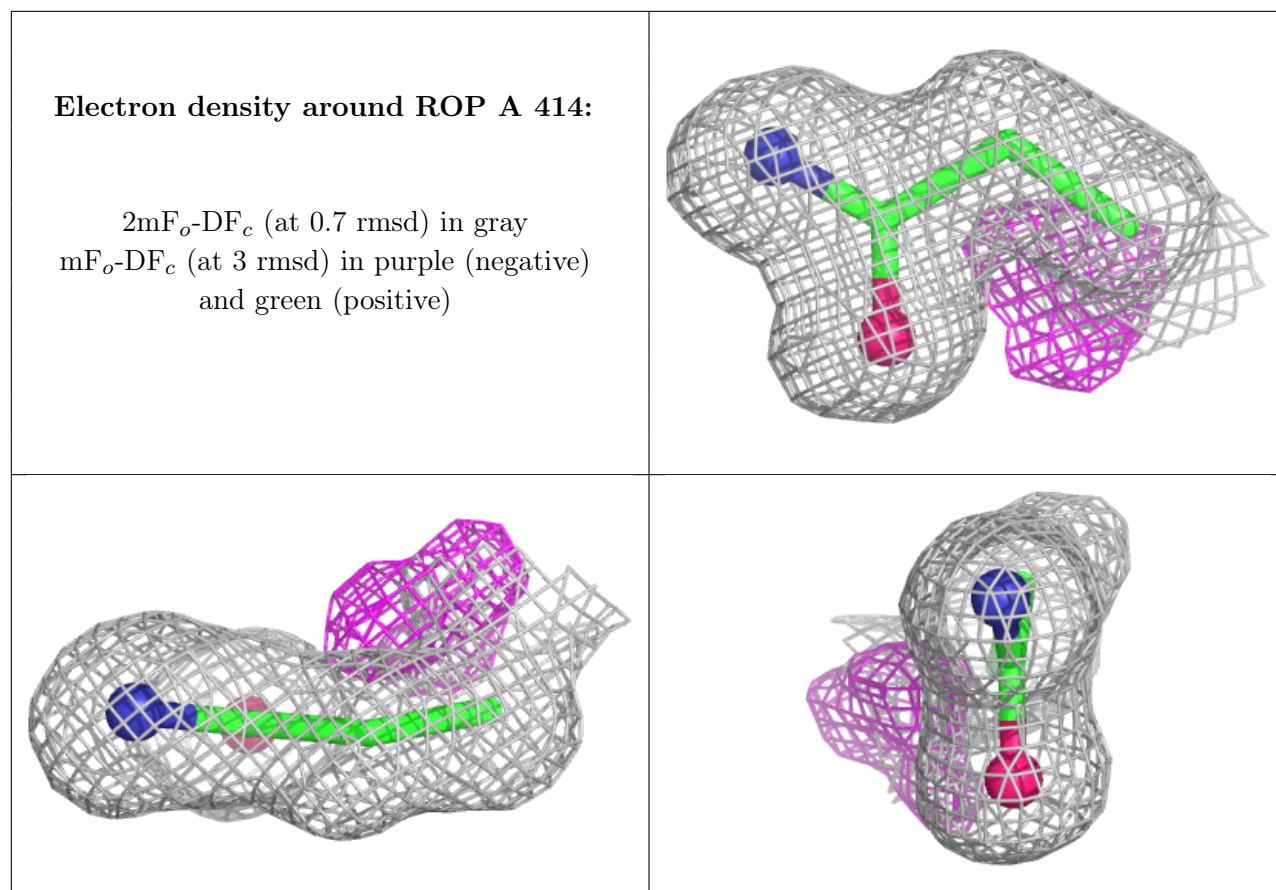 Electron density around ROP A 414:
2mFo-DFc (at 0.7 rmsd) in gray
mFo-DFc (at 3 rmsd) in purple (negative)
and green (positive)